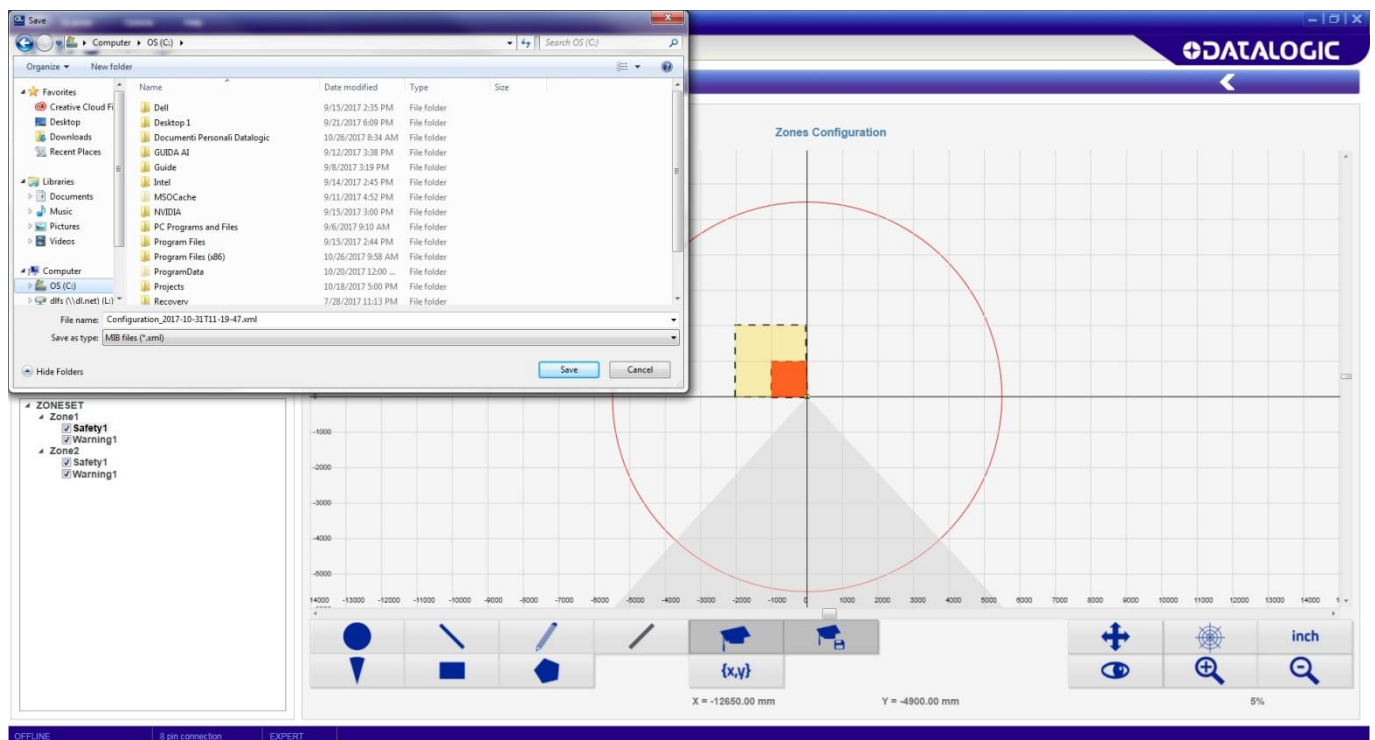 Save
Computer ▸ OS (C:) ▸
Search OS (C:)
Organize ▾ New folder
DATALOGIC
Favorites
Creative Cloud Fi
Desktop
Downloads
Recent Places
Libraries
Documents
Music
Pictures
Videos
Computer
OS (C:)
dlfs (\\dl.net) (L:)
Name Date modified Type Size
Dell 9/15/2017 2:35 PM File folder
Desktop 1 9/21/2017 6:09 PM File folder
Documenti Personali Datalogic 10/26/2017 8:34 AM File folder
GUIDA AI 9/12/2017 3:38 PM File folder
Guide 9/8/2017 3:19 PM File folder
Intel 9/14/2017 2:45 PM File folder
MSOCache 9/11/2017 4:52 PM File folder
NVIDIA 9/15/2017 3:00 PM File folder
PC Programs and Files 9/6/2017 9:10 AM File folder
Program Files 9/15/2017 2:44 PM File folder
Program Files (x86) 10/26/2017 9:58 AM File folder
ProgramData 10/20/2017 12:00 ...  File folder
Projects 10/18/2017 5:00 PM File folder
Recovery 7/28/2017 11:13 PM File folder
File name: Configuration_2017-10-31T11-19-47.xml
Save as type: MIB files (*.xml)
Hide Folders
Save Cancel
Zones Configuration
ZONESET
Zone1
Safety1
Warning1
Zone2
Safety1
Warning1
-0
-1000
-2000
-3000
-4000
-5000
14000 -13000 -12000 -11000 -10000 -9000 -8000 -7000 -6000 -5000 -4000 -3000 -2000 -1000 0 1000 2000 3000 4000 5000 6000 7000 8000 9000 10000 11000 12000 13000 14000 1
inch
{x,y}
X = -12650.00 mm Y = -4900.00 mm 5%
OFFLINE 8 pin connection EXPERT